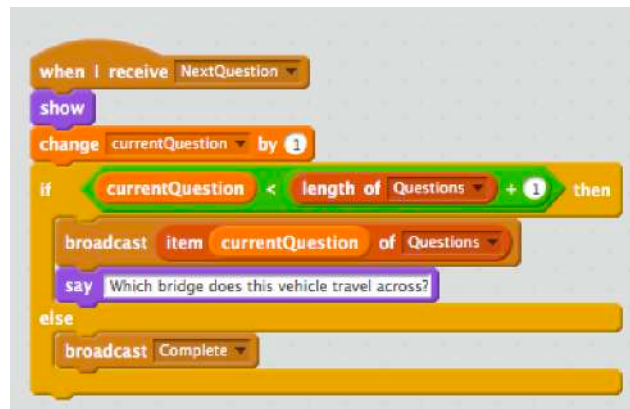 when I receive NextQuestion
show
change currentQuestion by 1
if currentQuestion < length of Questions + 1 then
broadcast item currentQuestion of Questions
say Which bridge does this vehicle travel across?
else
broadcast Complete